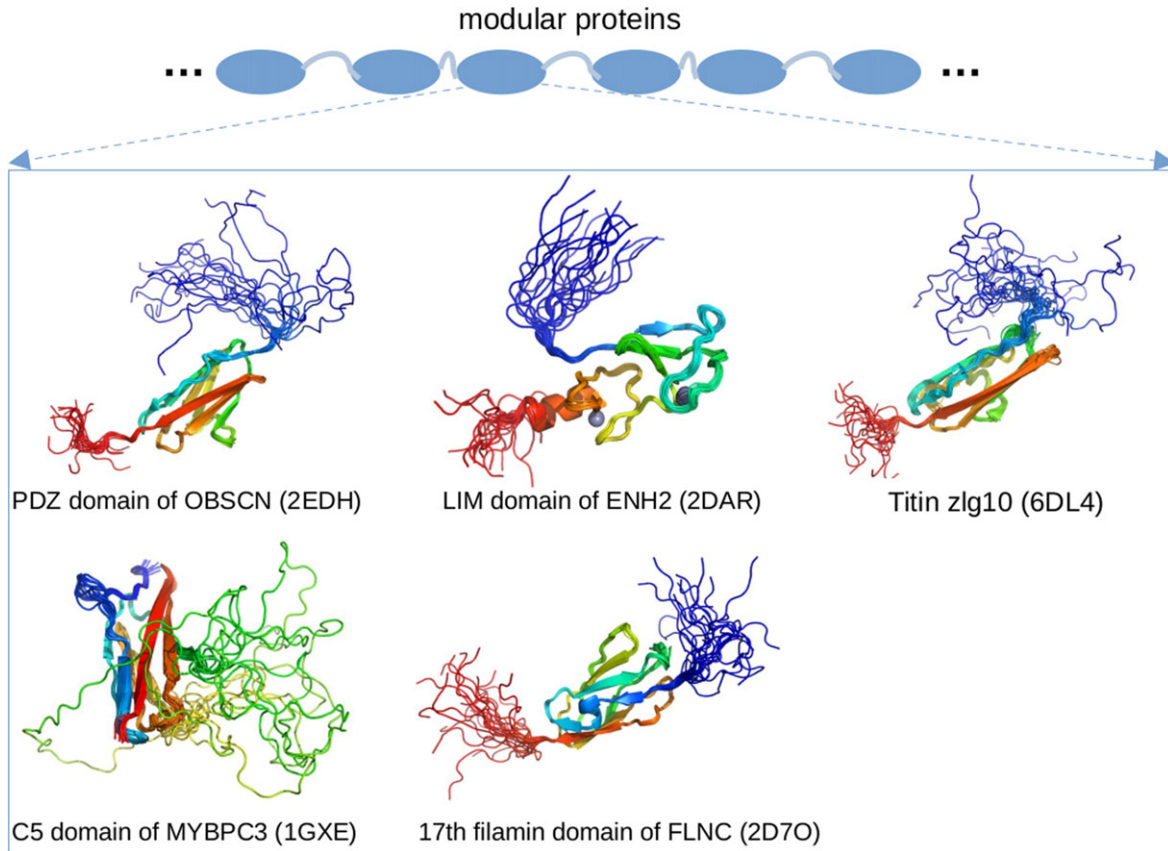 modular proteins
... ...
PDZ domain of OBSCN (2EDH) LIM domain of ENH2 (2DAR) Titin zIg10 (6DL4)
C5 domain of MYBPC3 (1GXE) 17th filamin domain of FLNC (2D7O)